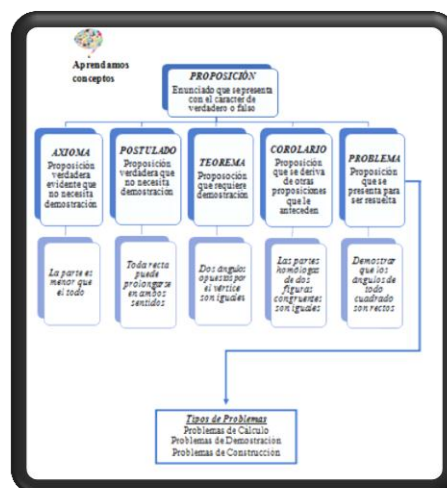 Aprendamos
conceptos
PROPOSICIÓN
Enunciado que se presenta
con el carácter de
verdadero o falso
AXIOMA
Proposición
verdadera
evidente que no
necesita
demostración
POSTULADO
Proposición
verdadera que
no necesita
demostración
TEOREMA
Proposoción
que requiere
demostración
COROLARIO
Proposición
que se deriva
de otras
proposiciones
que le
anteceden
PROBLEMA
Proposición
que se
presenta para
ser resuelta
La parte es
menor que
el todo
Toda recta
puede
prolongarse
en ambos
sentidos
Dos ángulos
opuestos por
el vértice
son iguales
Las partes
homólogas
de dos
figuras
congruentes
son iguales
Demostrar
que los
ángulos de
todo
cuadrado
son rectos
Tipos de Problemas
Problemas de Cálculo
Problemas de Demostración
Problemas de Construcción